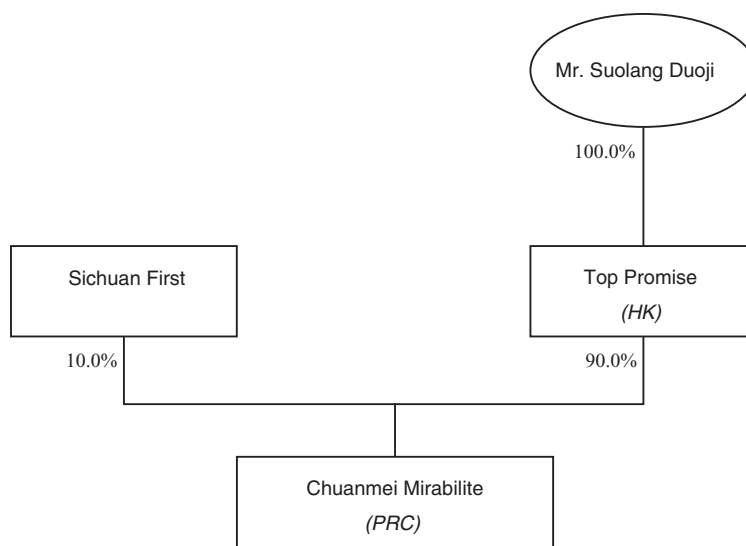 Mr. Suolang Duoji
100.0%
Sichuan First
Top Promise
(HK)
10.0%
90.0%
Chuanmei Mirabilite
(PRC)